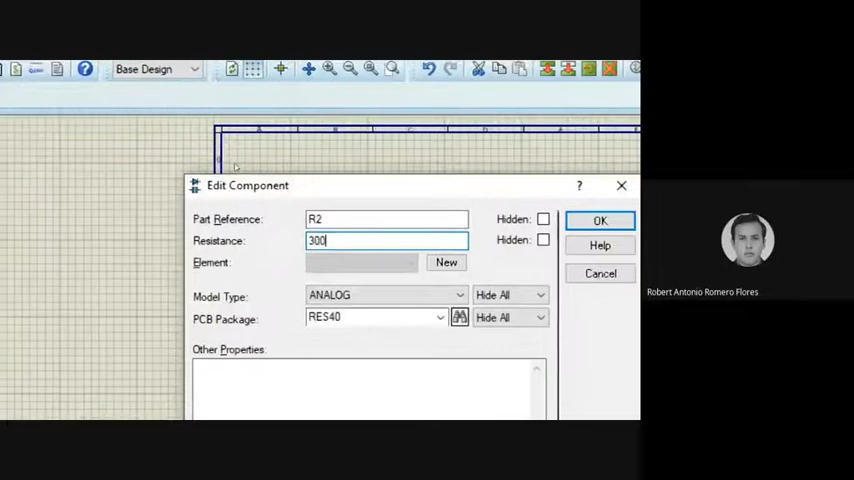 Base Design
Edit Component
?
Part Reference:
R2
Hidden:
OK
Resistance:
300
Hidden:
Help
Element:
New
Cancel
Model Type:
ANALOG
Hide All
PCB Package:
RES40
Hide All
Other Properties:
Robert Antonio Romero Flores